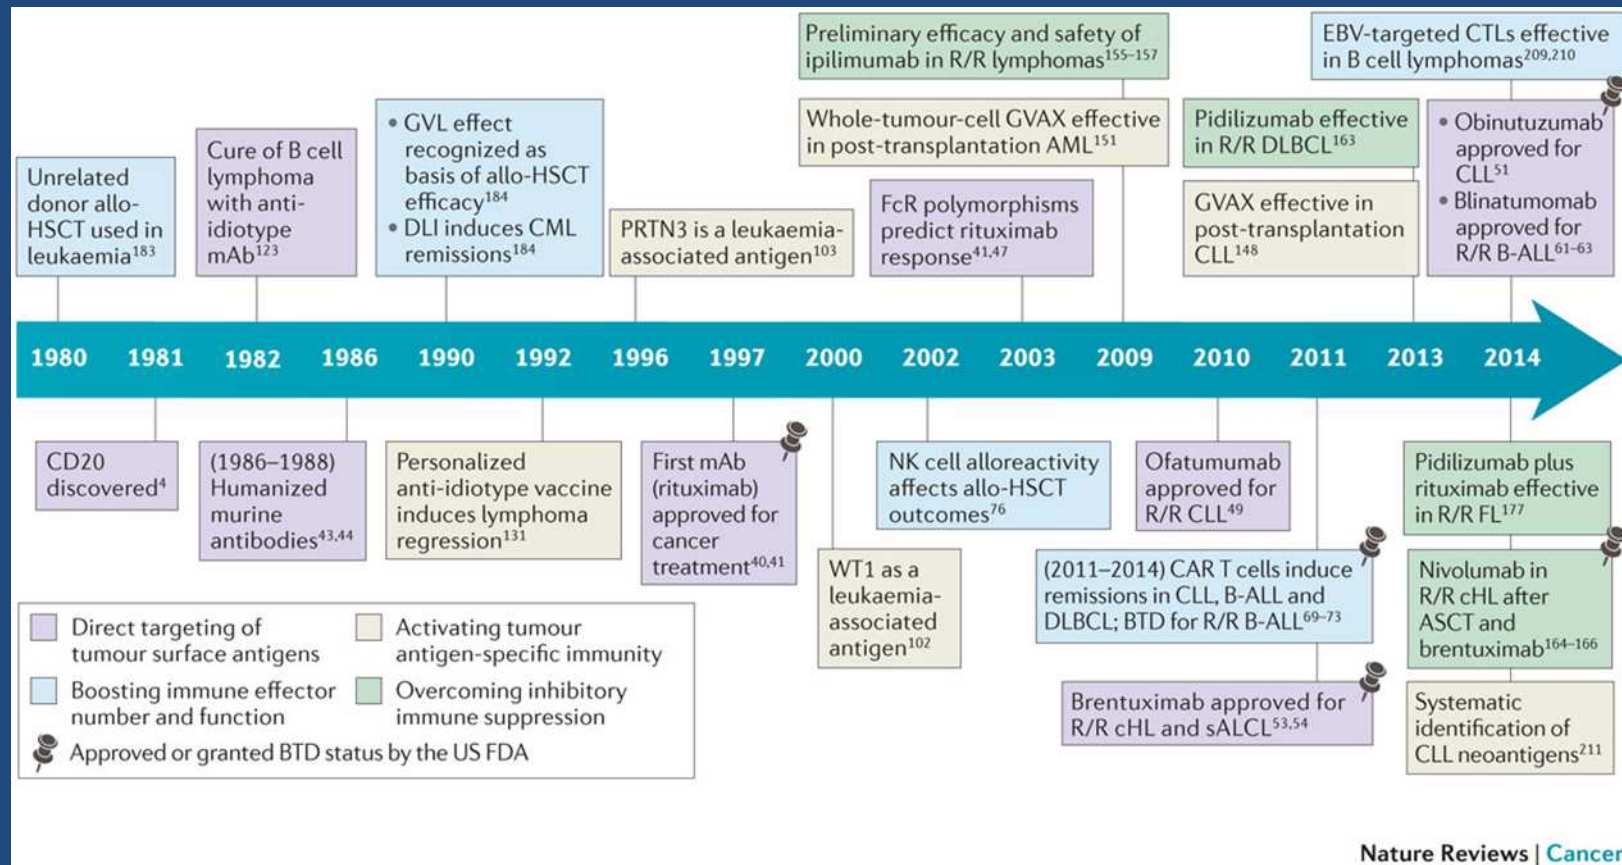 Preliminary efficacy and safety of
ipilimumab in R/R lymphomas155–157
EBV-targeted CTLs effective
in B cell lymphomas209,210
Unrelated
donor allo-
HSCT used in
leukaemia183
Cure of B cell
lymphoma
with anti-
idiotype
mAb123
• GVL effect
recognized as
basis of allo-HSCT
efficacy184
• DLI induces CML
remissions184
PRTN3 is a leukaemia-
associated antigen103
Whole-tumour-cell GVAX effective
in post-transplantation AML151
FcR polymorphisms
predict rituximab
response41,47
Pidilizumab effective
in R/R DLBCL163
GVAX effective in
post-transplantation
CLL148
• Obinutuzumab
approved for
CLL51
• Blinatumomab
approved for
R/R B-ALL61–63
1980 1981 1982 1986 1990 1992 1996 1997 2000 2002 2003 2009 2010 2011 2013 2014
CD20
discovered4
(1986–1988)
Humanized
murine
antibodies43,44
Personalized
anti-idiotype vaccine
induces lymphoma
regression131
First mAb
(rituximab)
approved for
cancer
treatment40,41
WT1 as a
leukaemia-
associated
antigen102
NK cell alloreactivity
affects allo-HSCT
outcomes76
Ofatumumab
approved for
R/R CLL49
(2011–2014) CAR T cells induce
remissions in CLL, B-ALL and
DLBCL; BTD for R/R B-ALL69–73
Brentuximab approved for
R/R cHL and sALCL53,54
Pidilizumab plus
rituximab effective
in R/R FL177
Nivolumab in
R/R cHL after
ASCT and
brentuximab164–166
Systematic
identification of
CLL neoantigens211
Direct targeting of
tumour surface antigens
Activating tumour
antigen-specific immunity
Boosting immune effector
number and function
Overcoming inhibitory
immune suppression
Approved or granted BTD status by the US FDA
Nature Reviews | Cancer